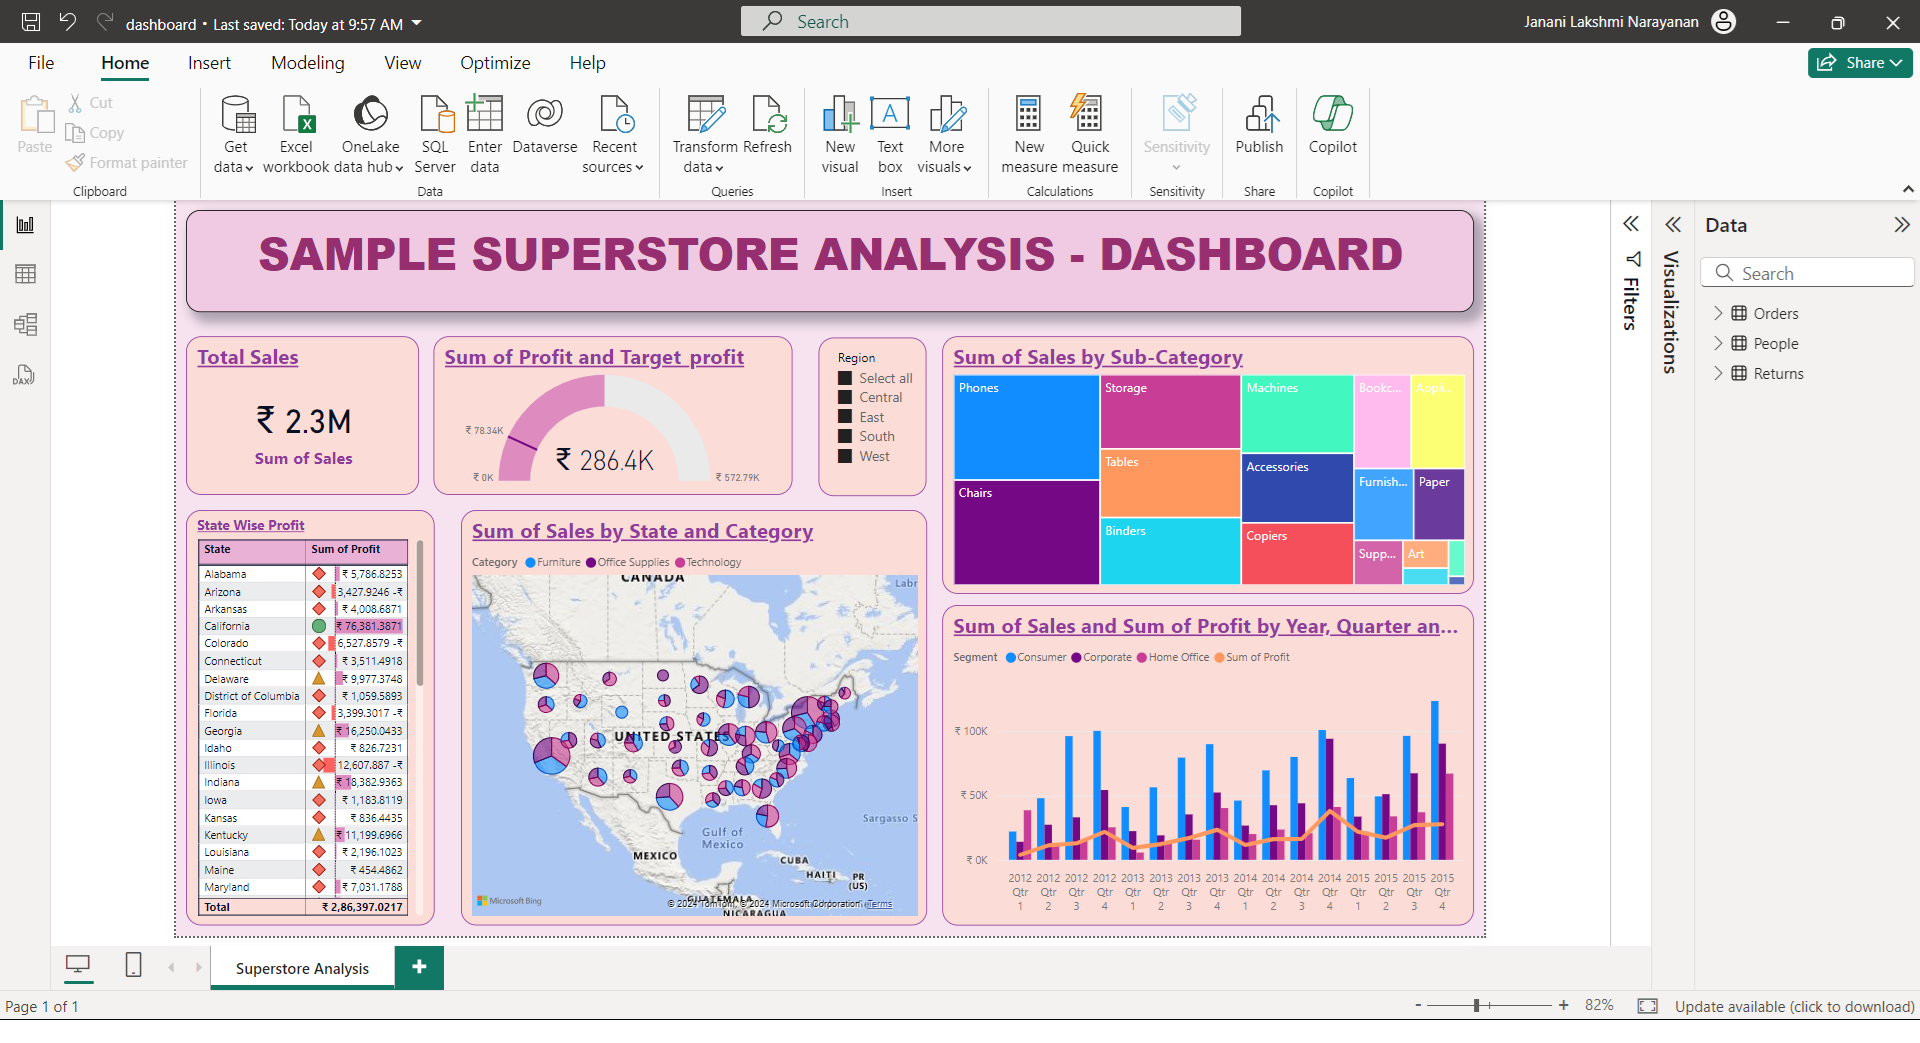 dashboard • Last saved: Today at 9:57 AM
Search
Janani Lakshmi Narayanan
File Home Insert Modeling View Optimize Help
Share
Paste
Cut
Copy
Format painter
Clipboard
Get data
Excel workbook
OneLake data hub
SQL Server
Enter data
Dataverse
Recent sources
Data
Transform data
Refresh
Queries
New visual
Text box
More visuals
Insert
New measure
Quick measure
Calculations
Sensitivity
Sensitivity
Publish
Share
Copilot
Copilot
SAMPLE SUPERSTORE ANALYSIS - DASHBOARD
Total Sales
₹ 2.3M
Sum of Sales
Sum of Profit and Target_profit
₹ 78.34K
₹ 0K
₹ 286.4K
₹ 572.79K
Region
Select all
Central
East
South
West
Sum of Sales by Sub-Category
Phones
Chairs
Storage
Tables
Binders
Machines
Accessories
Copiers
Bookc...
Appli...
Furnish...
Paper
Supp...
Art
State Wise Profit
State Sum of Profit
Alabama ₹ 5,786.8253
Arizona 3,427.9246 -₹
Arkansas ₹ 4,008.6871
California ₹ 76,381.3871
Colorado 6,527.8579 -₹
Connecticut ₹ 3,511.4918
Delaware ₹ 9,977.3748
District of Columbia ₹ 1,059.5893
Florida 3,399.3017 -₹
Georgia ₹ 16,250.0433
Idaho ₹ 826.7231
Illinois 12,607.887 -₹
Indiana ₹ 18,382.9363
Iowa ₹ 1,183.8119
Kansas ₹ 836.4435
Kentucky ₹ 11,199.6966
Louisiana ₹ 2,196.1023
Maine ₹ 454.4862
Maryland ₹ 7,031.1788
Total ₹ 2,86,397.0217
Sum of Sales by State and Category
Category Furniture Office Supplies Technology
CANADA
Labr
UNITED STATES
Sargasso S
Gulf of
Mexico
MEXICO
CUBA
HAITI
PR
(US)
GUATEMALA
NICARAGUA
Microsoft Bing
© 2024 TomTom, © 2024 Microsoft Corporation, Terms
Sum of Sales and Sum of Profit by Year, Quarter an...
Segment Consumer Corporate Home Office Sum of Profit
₹ 100K
₹ 50K
₹ 0K
2012 2012 2012 2012 2013 2013 2013 2013 2014 2014 2014 2014 2015 2015 2015 2015
Qtr Qtr Qtr Qtr Qtr Qtr Qtr Qtr Qtr Qtr Qtr Qtr Qtr Qtr Qtr Qtr
1 2 3 4 1 2 3 4 1 2 3 4 1 2 3 4
Filters
Visualizations
Data
Search
Orders
People
Returns
DAX
Superstore Analysis
+
Page 1 of 1
- + 82%
Update available (click to download)